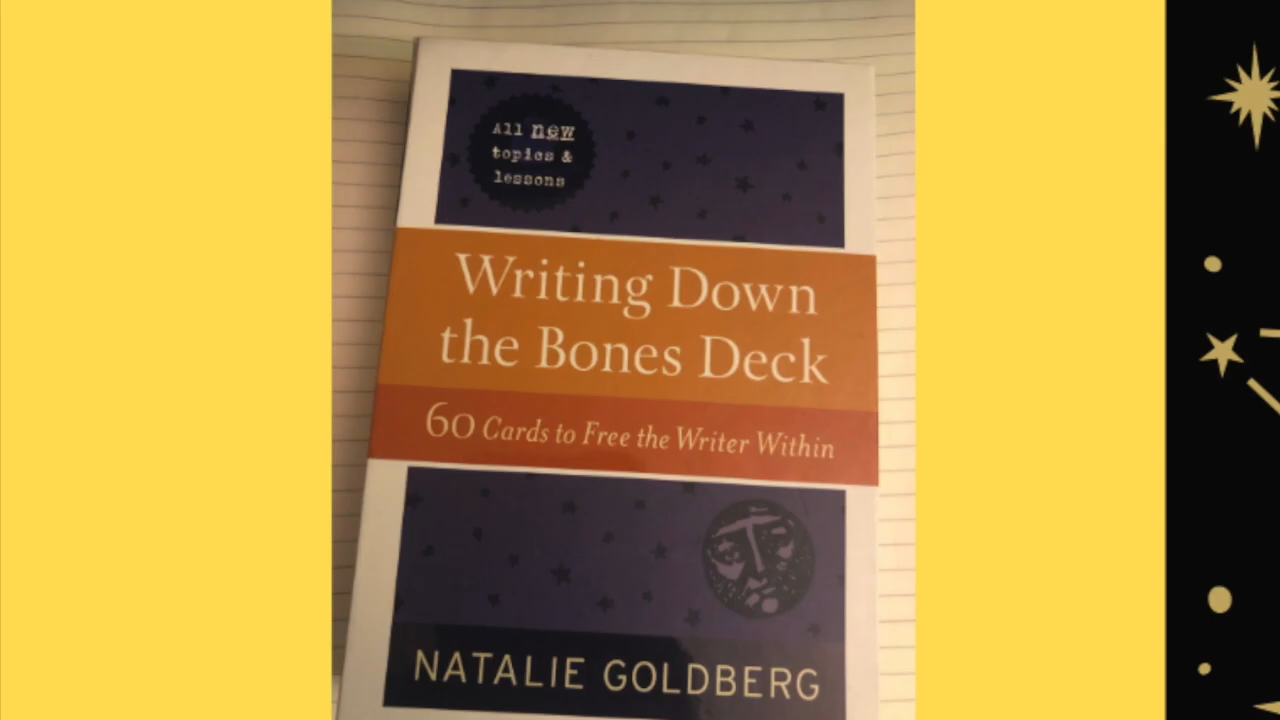 All new
topics &
lessons
Writing Down
the Bones Deck
60 Cards to Free the Writer Within
NATALIE GOLDBERG